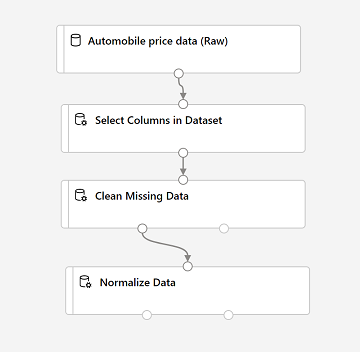 Automobile price data (Raw)
Select Columns in Dataset
Clean Missing Data
Normalize Data